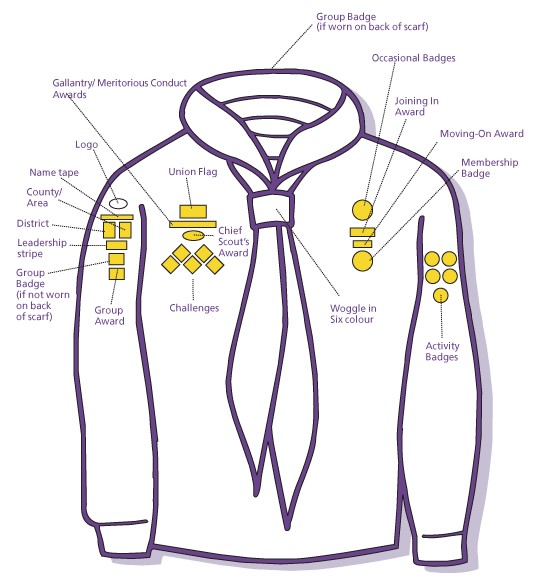 Group Badge
(if worn on back of scarf)
Occasional Badges
Gallantry/ Meritorious Conduct
Awards
Joining In
Award
Moving-On Award
Logo
Membership
Badge
Name tape
Union Flag
County/
Area
District
Chief
Scout's
Award
Leadership
stripe
Group
Badge
(if not worn
on back
of scarf)
Group
Award
Challenges
Woggle in
Six colour
Activity
Badges